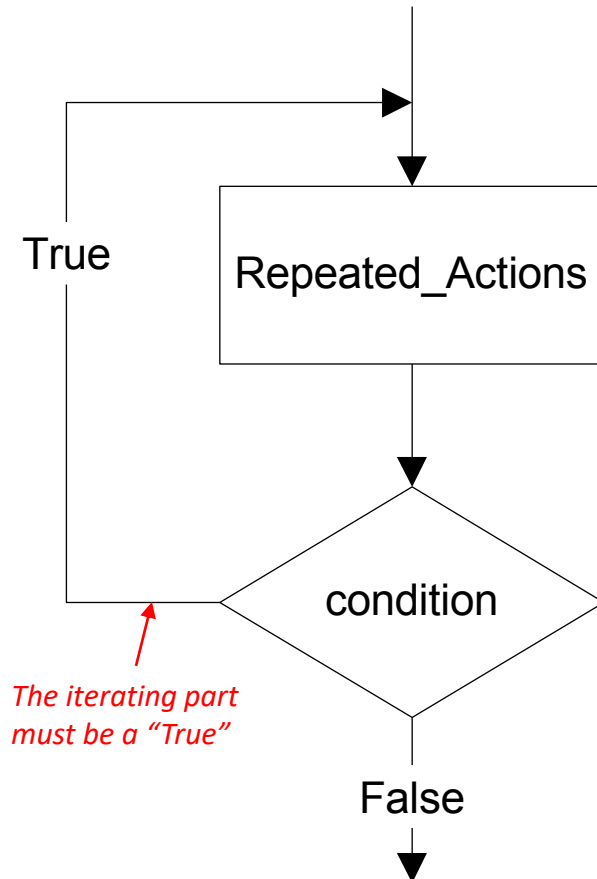 True
Repeated_Actions
condition
The iterating part
must be a “True”
False